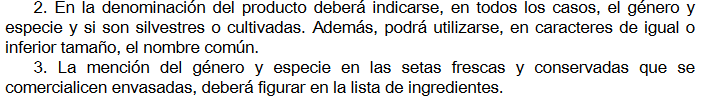 2. En la denominación del producto deberá indicarse, en todos los casos, el género y
especie y si son silvestres o cultivadas. Además, podrá utilizarse, en caracteres de igual o
inferior tamaño, el nombre común.
3. La mención del género y especie en las setas frescas y conservadas que se
comercialicen envasadas, deberá figurar en la lista de ingredientes.